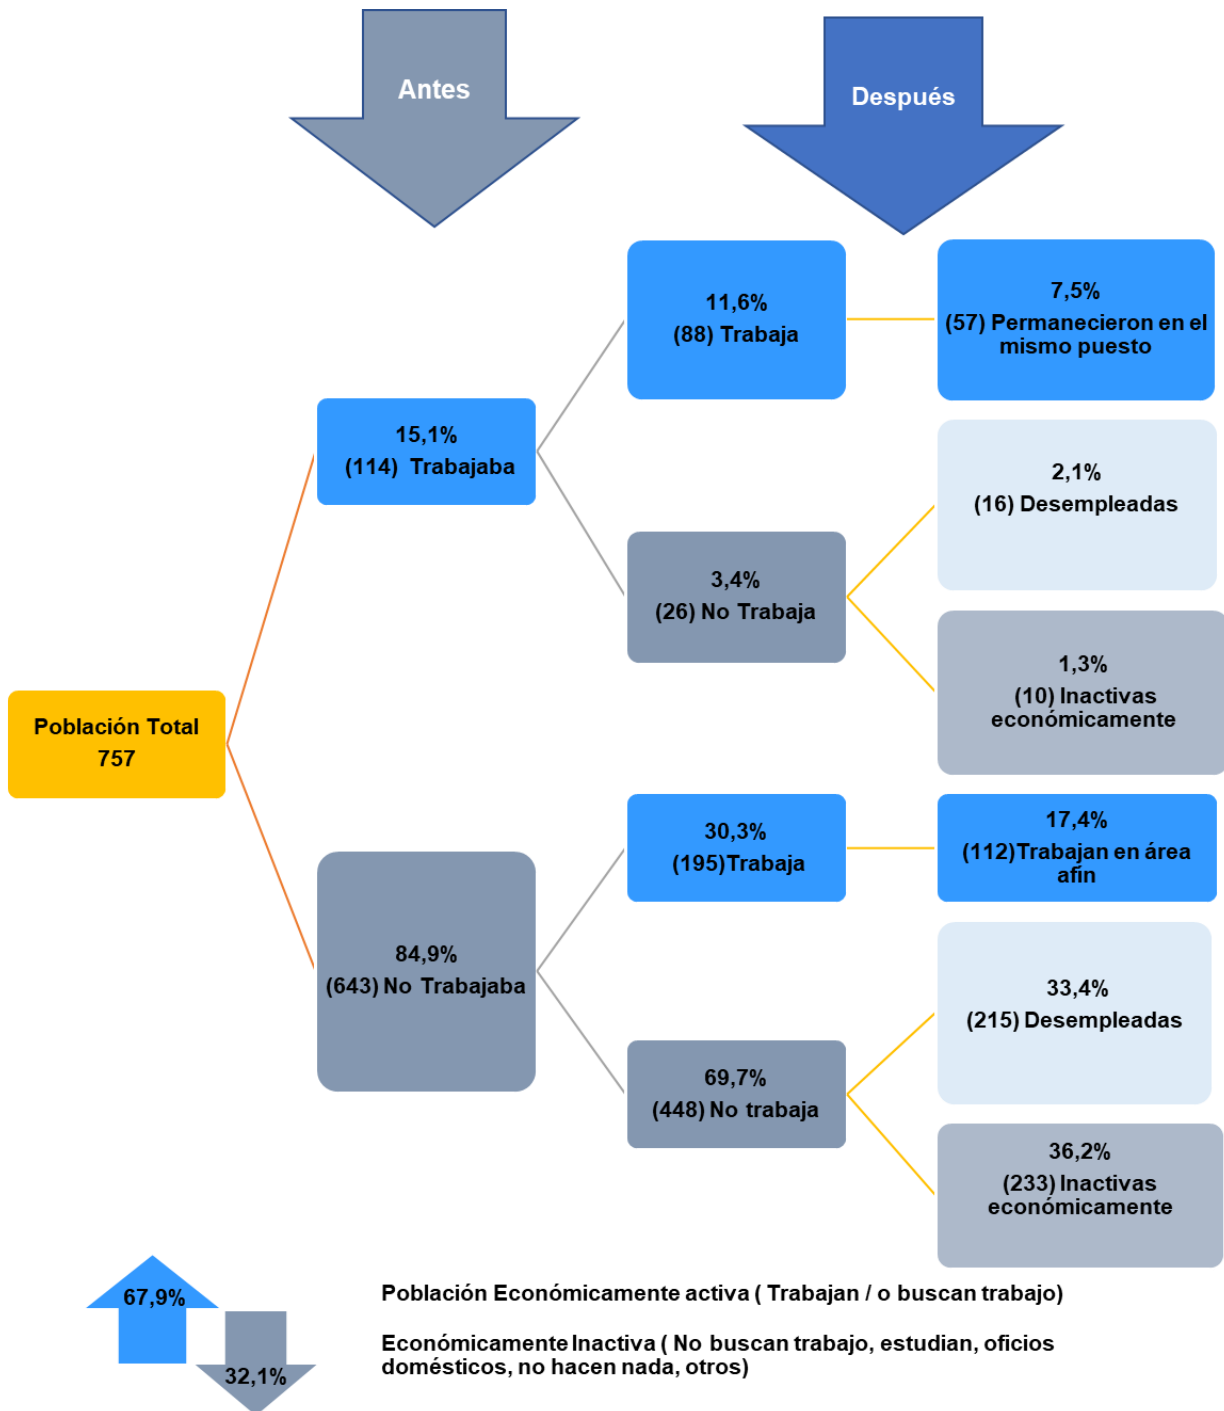 Antes
Después
11,6%
(88) Trabaja
7,5%
(57) Permanecieron en el
mismo puesto
15,1%
(114) Trabajaba
2,1%
(16) Desempleadas
3,4%
(26) No Trabaja
1,3%
(10) Inactivas
económicamente
Población Total
757
30,3%
(195)Trabaja
17,4%
(112)Trabajan en área
afín
84,9%
(643) No Trabajaba
33,4%
(215) Desempleadas
69,7%
(448) No trabaja
36,2%
(233) Inactivas
económicamente
67,9%
Población Económicamente activa ( Trabajan / o buscan trabajo)
32,1%
Económicamente Inactiva ( No buscan trabajo, estudian, oficios
domésticos, no hacen nada, otros)